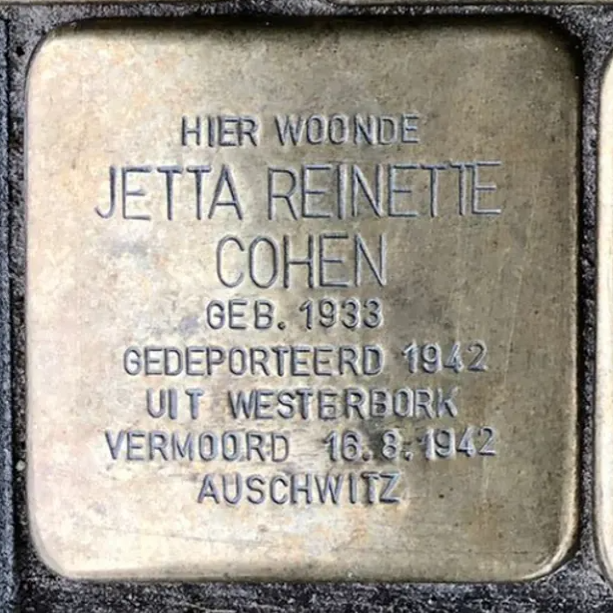 HIER WOONDE
JETTA REINETTE
COHEN
GEB. 1933
GEDEPORTEERD 1942
UIT WESTERBORK
VERMOORD 16.8.1942
AUSCHWITZ